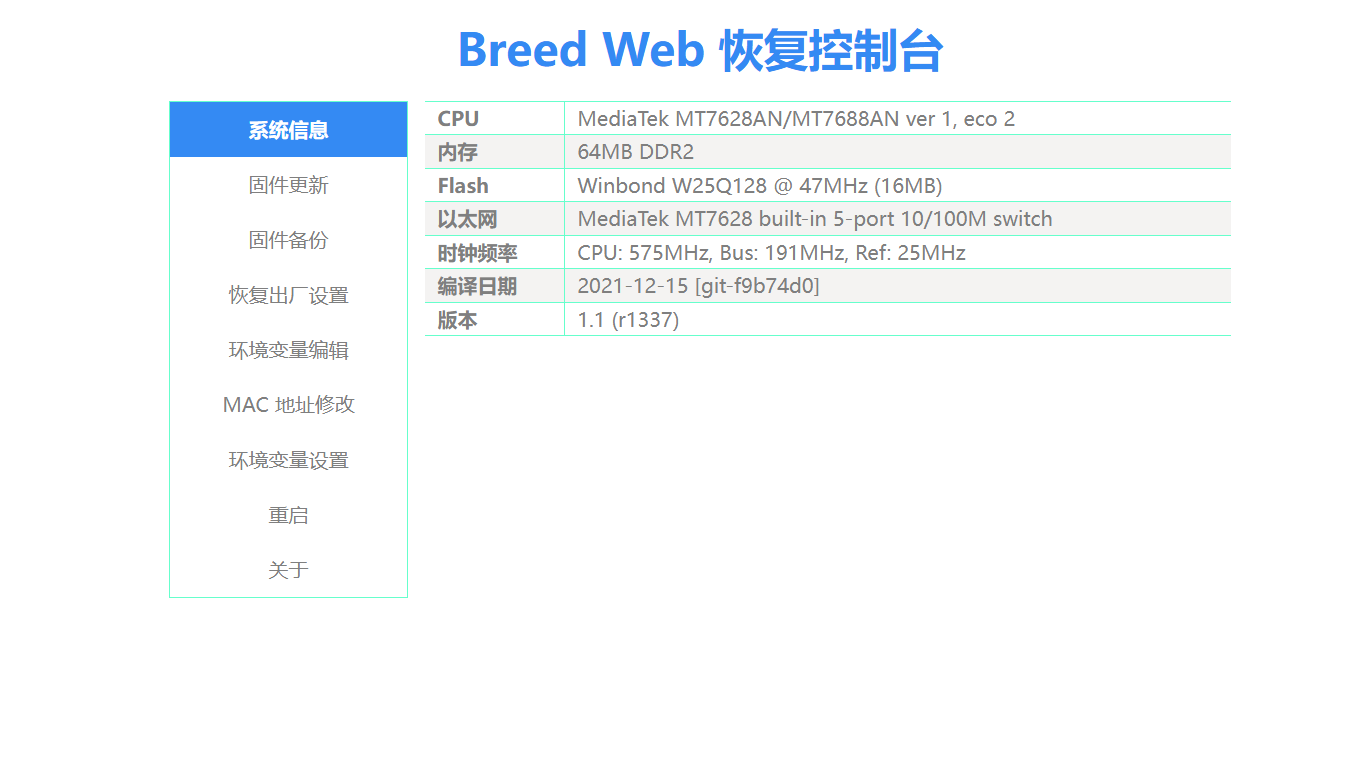 Breed Web 恢复控制台
系统信息
固件更新
固件备份
恢复出厂设置
环境变量编辑
MAC 地址修改
环境变量设置
重启
关于
CPU MediaTek MT7628AN/MT7688AN ver 1, eco 2
内存 64MB DDR2
Flash Winbond W25Q128 @ 47MHz (16MB)
以太网 MediaTek MT7628 built-in 5-port 10/100M switch
时钟频率 CPU: 575MHz, Bus: 191MHz, Ref: 25MHz
编译日期 2021-12-15 [git-f9b74d0]
版本 1.1 (r1337)